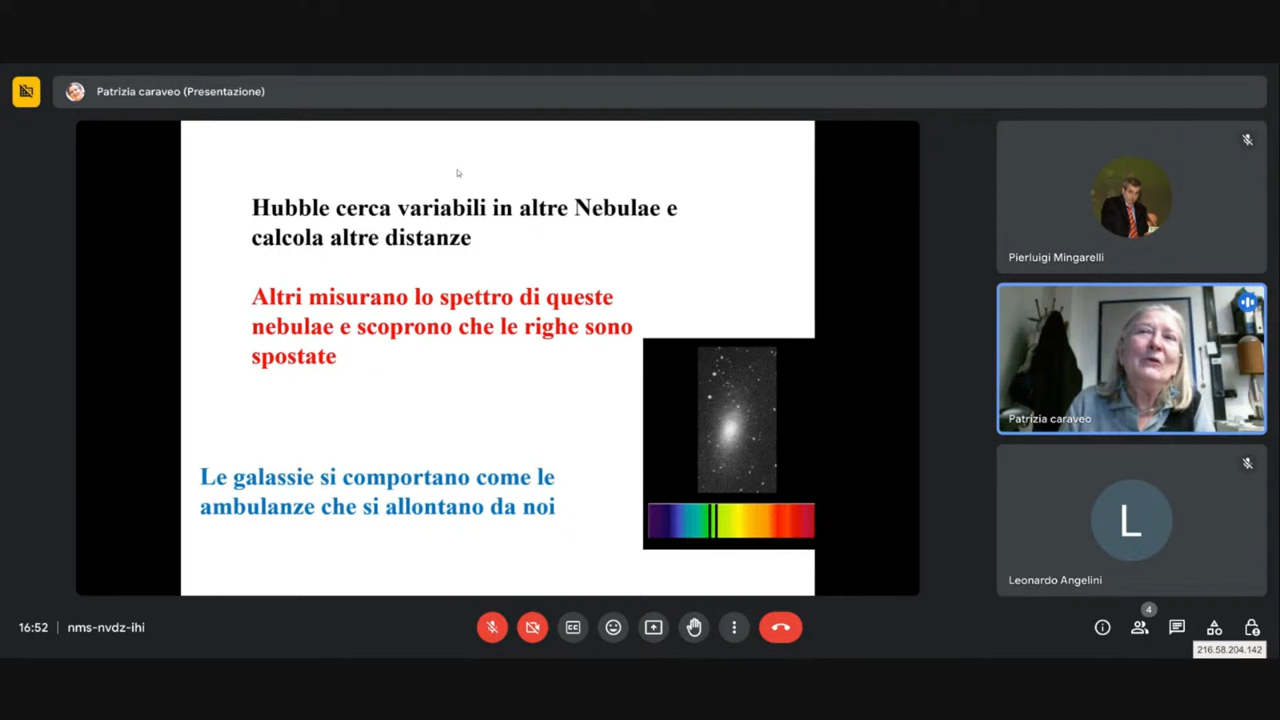 Patrizia caraveo (Presentazione)
Hubble cerca variabili in altre Nebulae e
calcola altre distanze
Altri misurano lo spettro di queste
nebulae e scoprono che le righe sono
spostate
Le galassie si comportano come le
ambulanze che si allontano da noi
Pierluigi Mingarelli
Patrizia caraveo
L
Leonardo Angelini
16:52 | nms-nvdz-ihi
CC
4
216.58.204.142